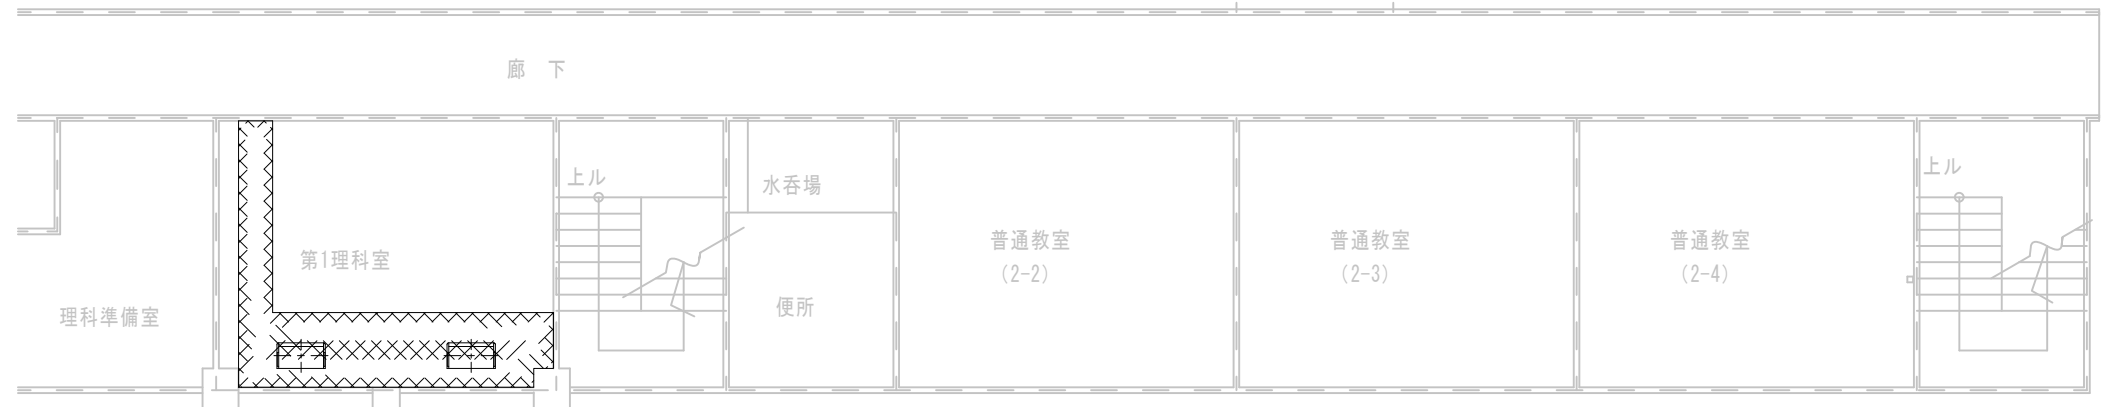 廊　下
上ル
上ル
水呑場
普通教室
(2-2)
普通教室
(2-3)
普通教室
(2-4)
第1理科室
便所
理科準備室